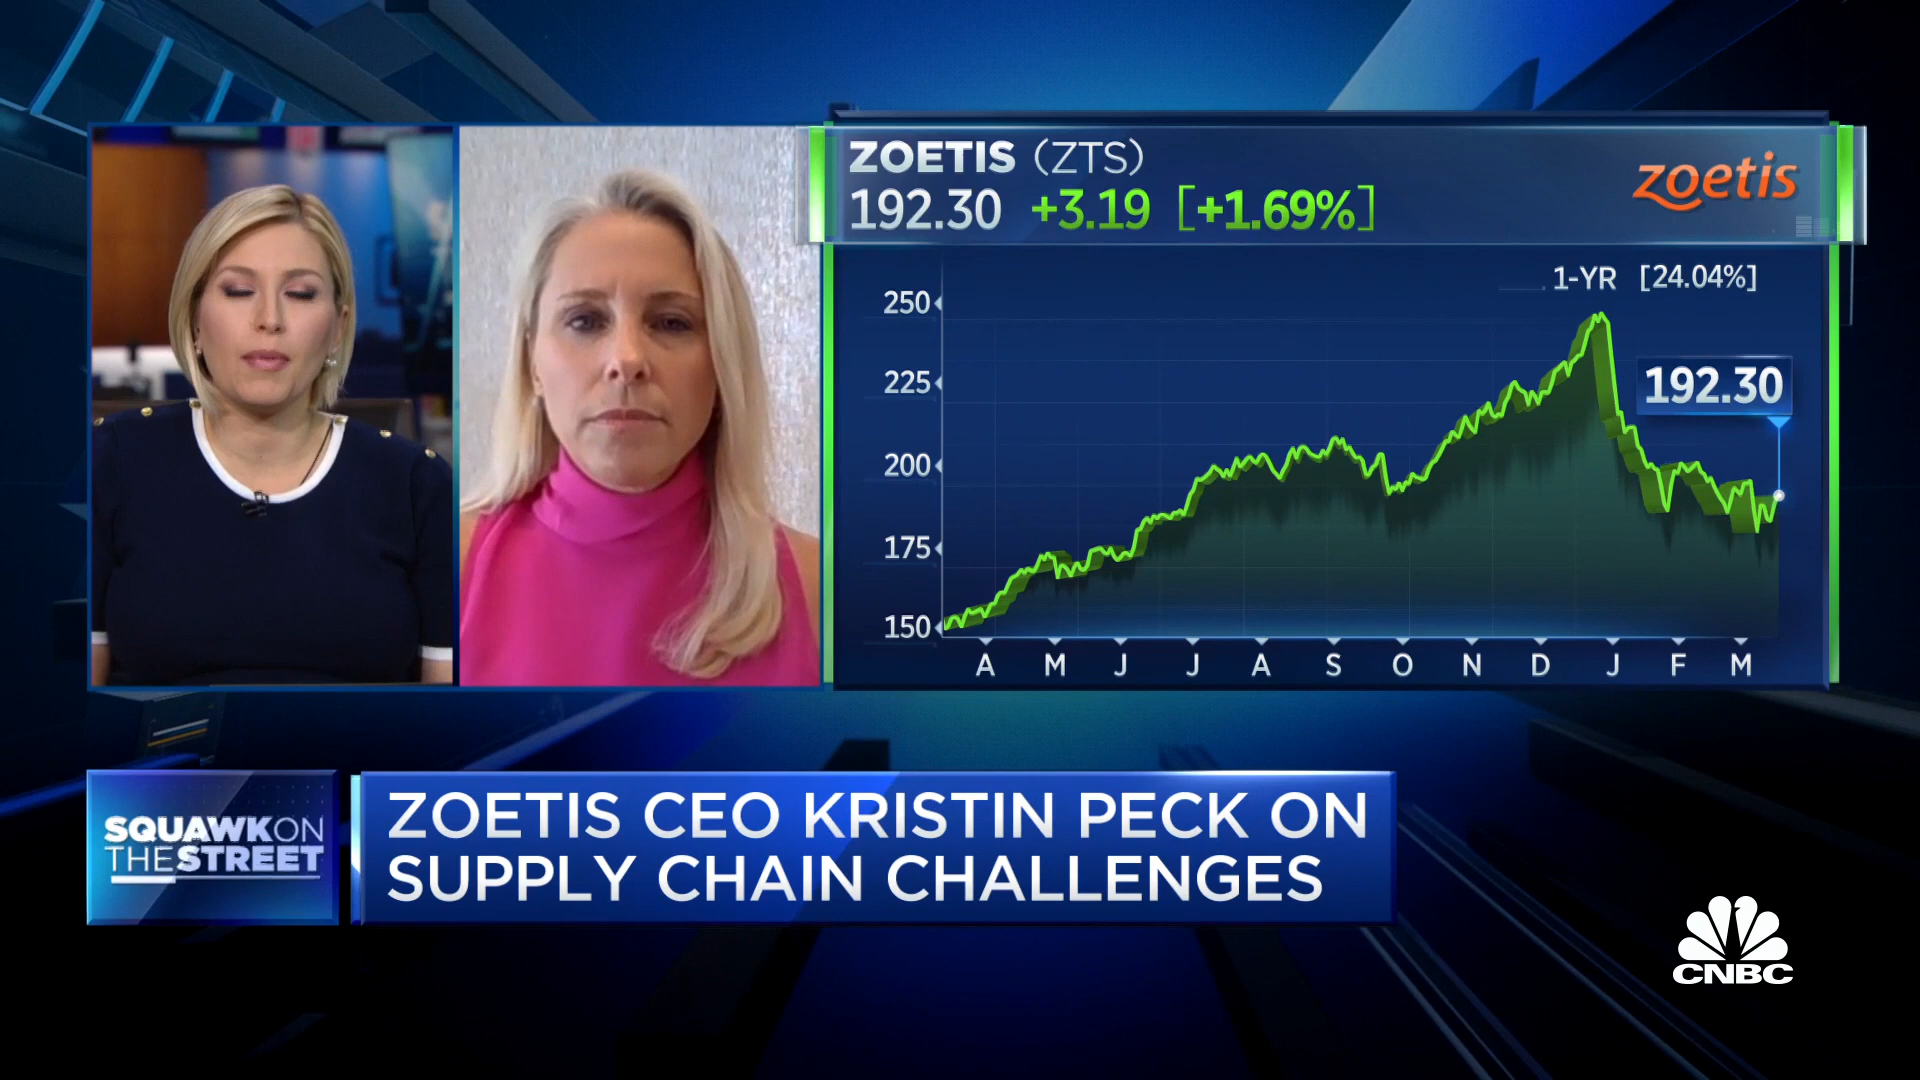 ZOETIS (ZTS)
192.30 +3.19 [+1.69%]
zoetis
1-YR [24.04%]
250
225
200
175
150
192.30
A M J J A S O N D J F M
SQUAWK ON
THE STREET
ZOETIS CEO KRISTIN PECK ON
SUPPLY CHAIN CHALLENGES
CNBC